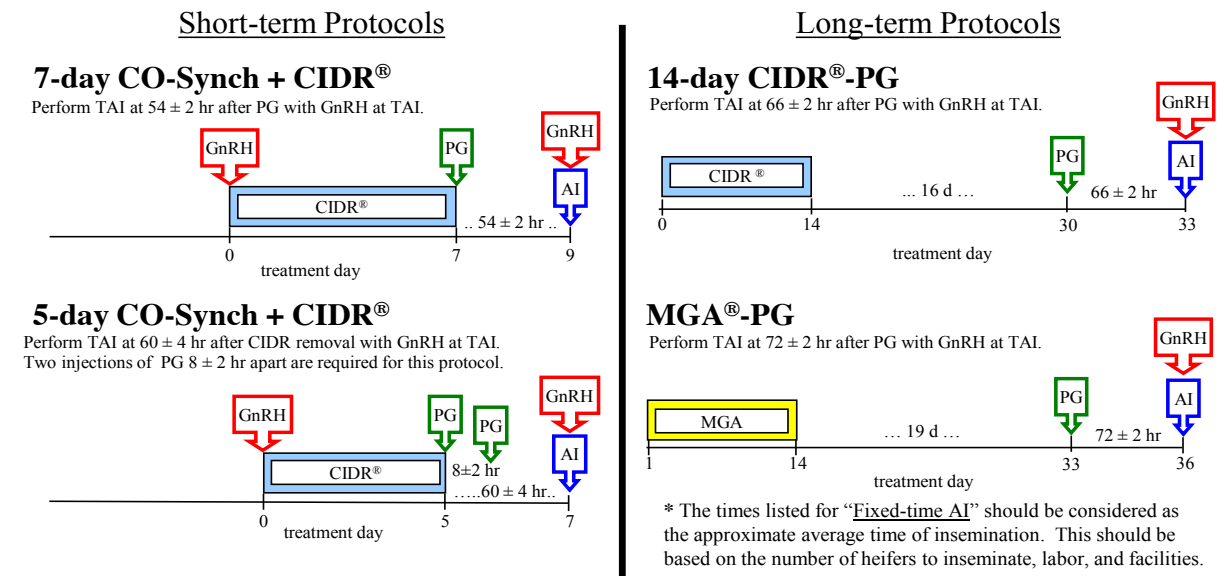 Short-term Protocols
7-day CO-Synch + CIDR®
Perform TAI at 54 ± 2 hr after PG with GnRH at TAI.
GnRH
PG
GnRH
AI
CIDR®
.. 54 ± 2 hr ..
0
7
9
treatment day
5-day CO-Synch + CIDR®
Perform TAI at 60 ± 4 hr after CIDR removal with GnRH at TAI.
Two injections of PG 8 ± 2 hr apart are required for this protocol.
GnRH
PG
PG
GnRH
AI
CIDR®
8±2 hr
…..60 ± 4 hr..
0
5
7
treatment day
Long-term Protocols
14-day CIDR®-PG
Perform TAI at 66 ± 2 hr after PG with GnRH at TAI.
GnRH
PG
AI
CIDR ®
... 16 d …
66 ± 2 hr
0
14
30
33
treatment day
MGA®-PG
Perform TAI at 72 ± 2 hr after PG with GnRH at TAI.
GnRH
PG
AI
MGA
… 19 d …
72 ± 2 hr
1
14
33
36
treatment day
* The times listed for “Fixed-time AI” should be considered as
the approximate average time of insemination. This should be
based on the number of heifers to inseminate, labor, and facilities.